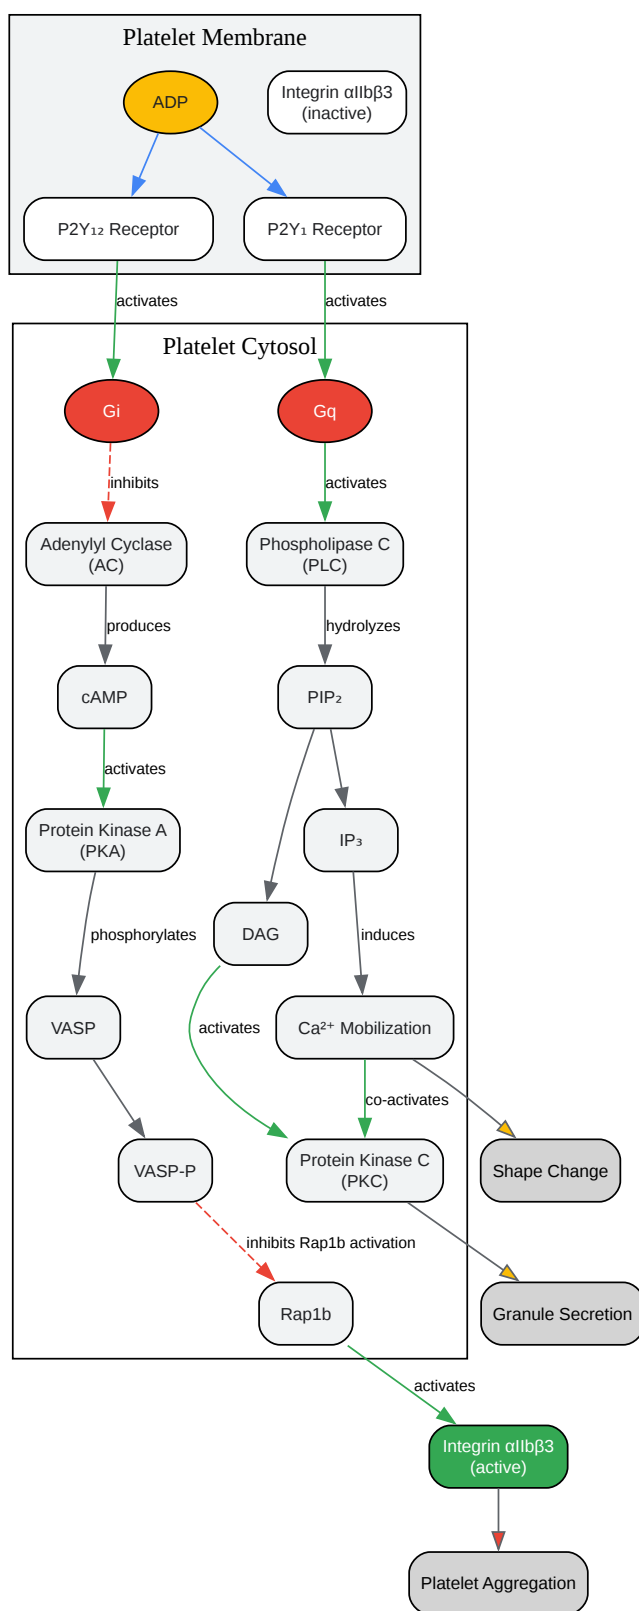 Platelet Membrane
ADP
Integrin αIIbβ3
(inactive)
P2Y₁₂ Receptor
P2Y₁ Receptor
activates
activates
Platelet Cytosol
Gi
Gq
inhibits
activates
Adenylyl Cyclase
(AC)
Phospholipase C
(PLC)
produces
hydrolyzes
cAMP
PIP₂
activates
Protein Kinase A
(PKA)
IP₃
phosphorylates
DAG
induces
VASP
activates
Ca²⁺ Mobilization
co-activates
VASP-P
Protein Kinase C
(PKC)
Shape Change
inhibits Rap1b activation
Rap1b
Granule Secretion
activates
Integrin αIIbβ3
(active)
Platelet Aggregation